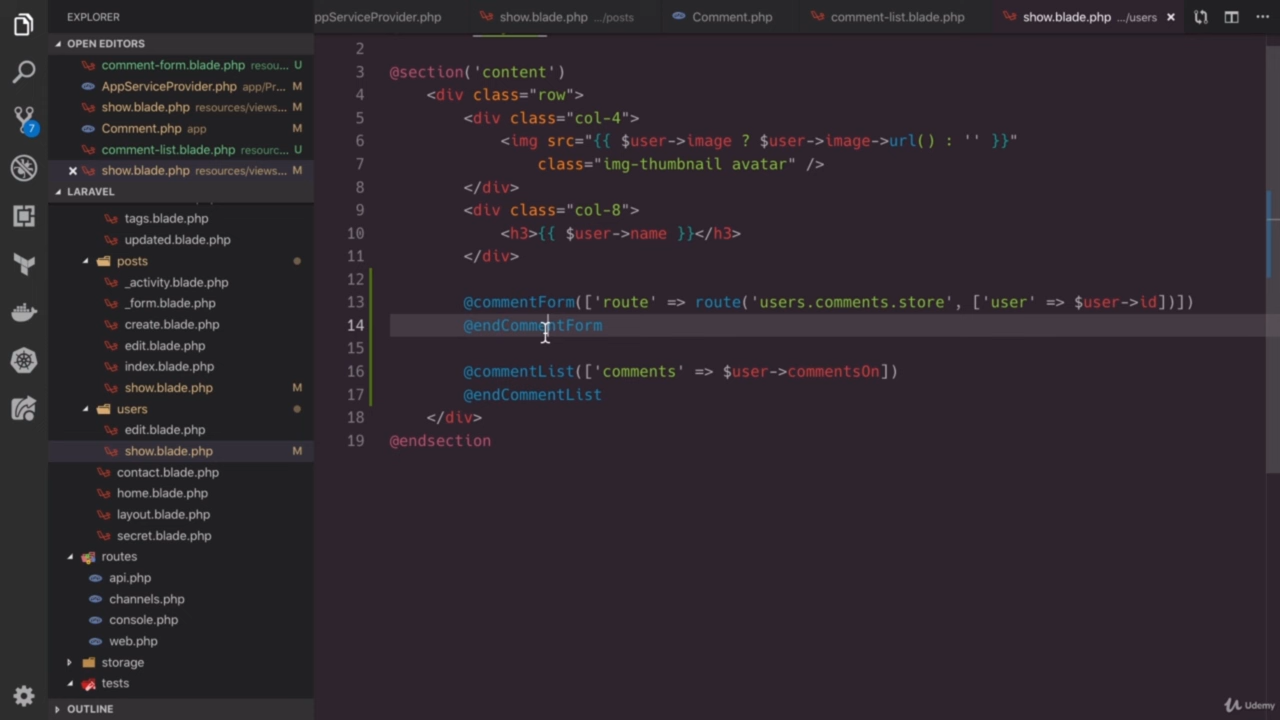 EXPLORER
ppServiceProvider.php
show.blade.php .../posts
Comment.php
comment-list.blade.php
show.blade.php .../users
OPEN EDITORS
comment-form.blade.php resou... U
AppServiceProvider.php app/Pr... M
show.blade.php resources/views... M
Comment.php app M
comment-list.blade.php resourc... U
show.blade.php resources/views... M
7
LARAVEL
tags.blade.php
updated.blade.php
posts
_activity.blade.php
_form.blade.php
create.blade.php
edit.blade.php
index.blade.php
show.blade.php M
users
edit.blade.php
show.blade.php M
contact.blade.php
home.blade.php
layout.blade.php
secret.blade.php
routes
api.php
channels.php
console.php
web.php
storage
tests
OUTLINE
2
3 @section('content')
4 <div class="row">
5 <div class="col-4">
6 <img src="{{ $user->image ? $user->image->url() : '' }}"
7 class="img-thumbnail avatar" />
8 </div>
9 <div class="col-8">
10 <h3>{{ $user->name }}</h3>
11 </div>
12
13 @commentForm(['route' => route('users.comments.store', ['user' => $user->id])])
14 @endCommentForm
15
16 @commentList(['comments' => $user->commentsOn])
17 @endCommentList
18 </div>
19 @endsection
Udemy